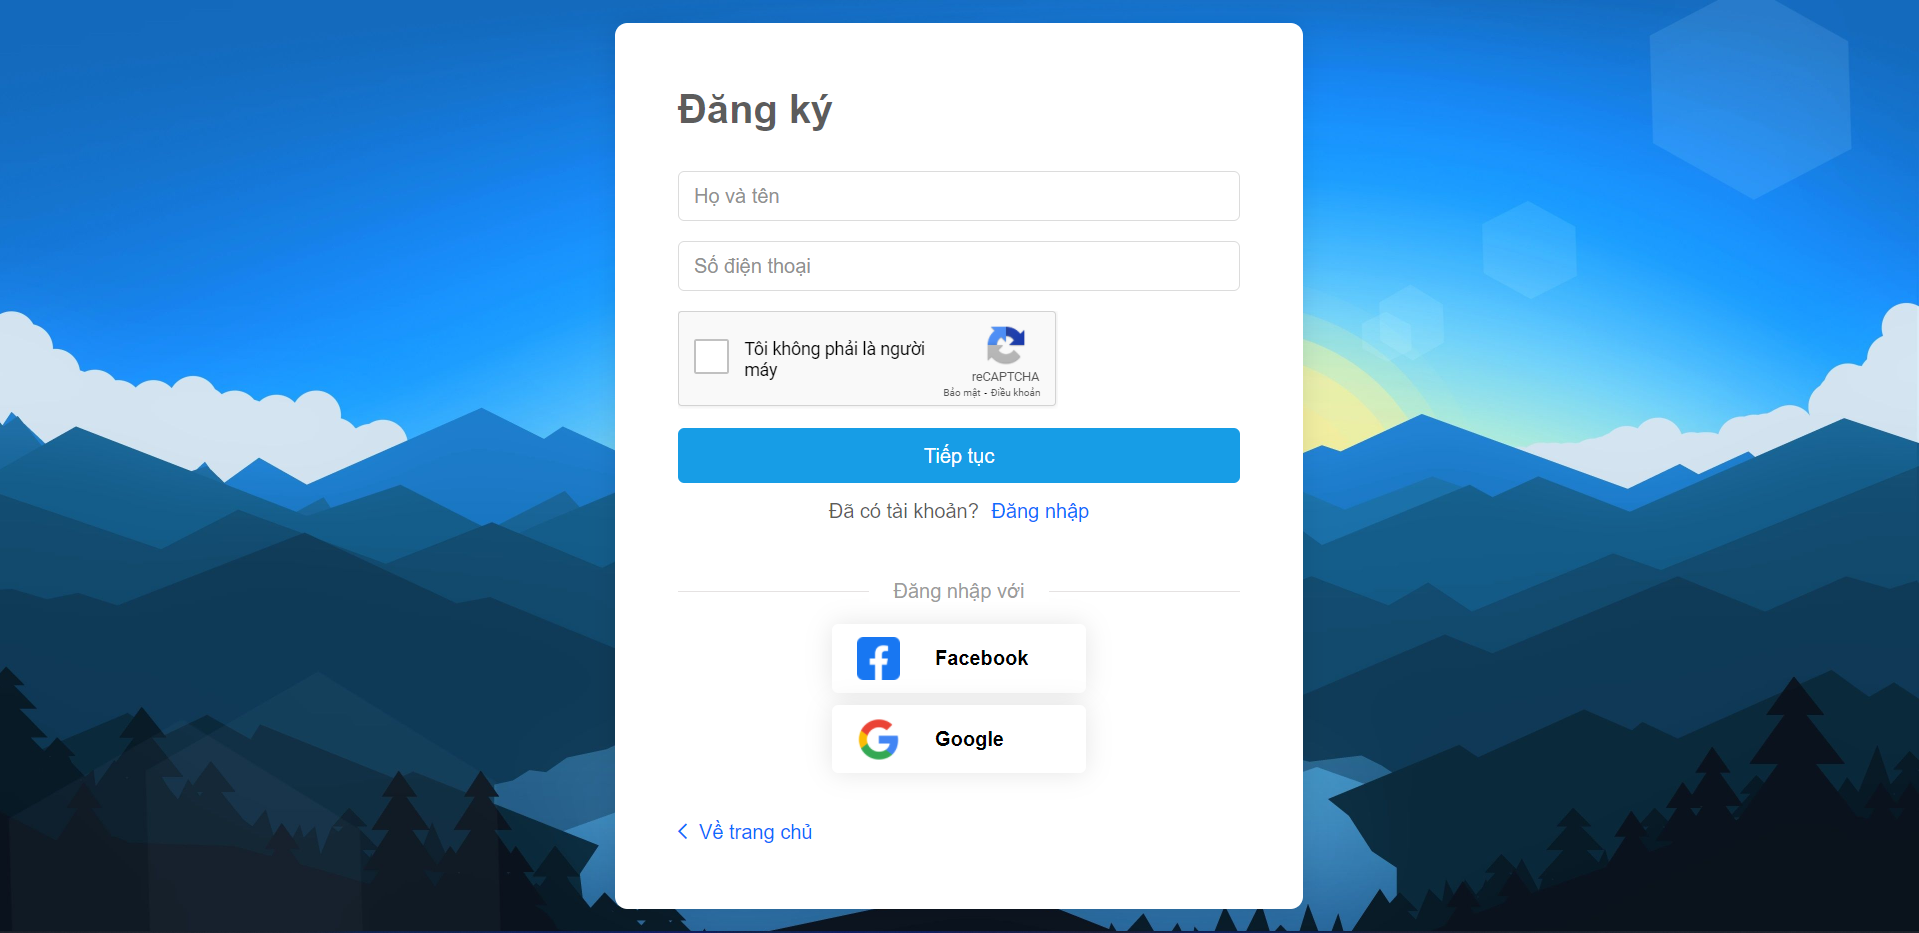 Đăng ký
Họ và tên
Số điện thoại
Tôi không phải là người
máy
reCAPTCHA
Bảo mật - Điều khoản
Tiếp tục
Đã có tài khoản? Đăng nhập
Đăng nhập với
Facebook
Google
Về trang chủ